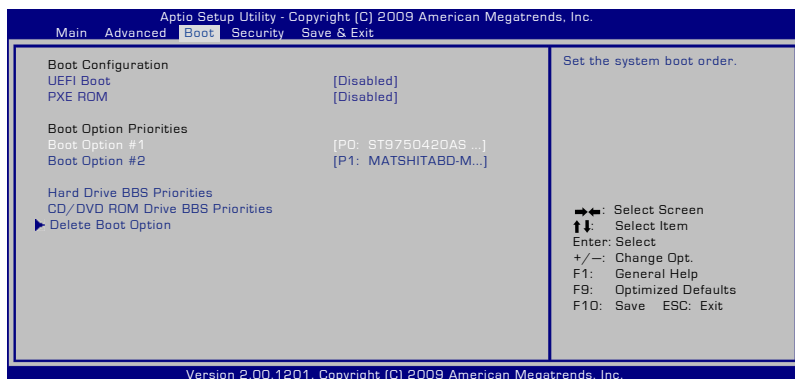 Aptio Setup Utility - Copyright (C) 2009 American Megatrends, Inc.
Main Advanced Boot Security Save & Exit
Boot Configuration
UEFI Boot [Disabled]
PXE ROM [Disabled]
Boot Option Priorities
Boot Option #1 [P0: ST9750420AS ...]
Boot Option #2 [P1: MATSHITABD-M...]
Hard Drive BBS Priorities
CD/DVD ROM Drive BBS Priorities
Delete Boot Option
Set the system boot order.
→←: Select Screen
↑↓: Select Item
Enter: Select
+/—: Change Opt.
F1: General Help
F9: Optimized Defaults
F10: Save ESC: Exit
Version 2.00.1201. Copyright (C) 2009 American Megatrends, Inc.